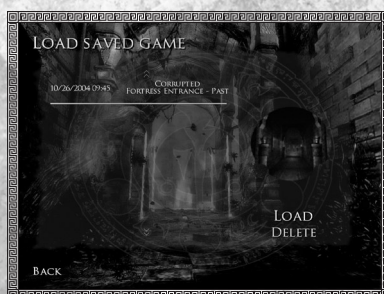 LOAD SAVED GAME
10/26/2004 09:45
CORRUPTED
FORTRESS ENTRANCE - PAST
LOAD
DELETE
BACK